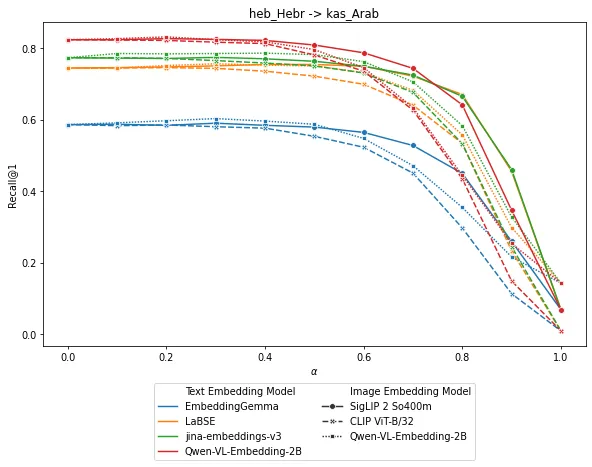 heb_Hebr -> kas_Arab
Recall@1
0.8
0.6
0.4
0.2
0.0
0.0 0.2 0.4 0.6 0.8 1.0
α
Text Embedding Model Image Embedding Model
EmbeddingGemma SigLIP 2 So400m
LaBSE CLIP ViT-B/32
jina-embeddings-v3 Qwen-VL-Embedding-2B
Qwen-VL-Embedding-2B